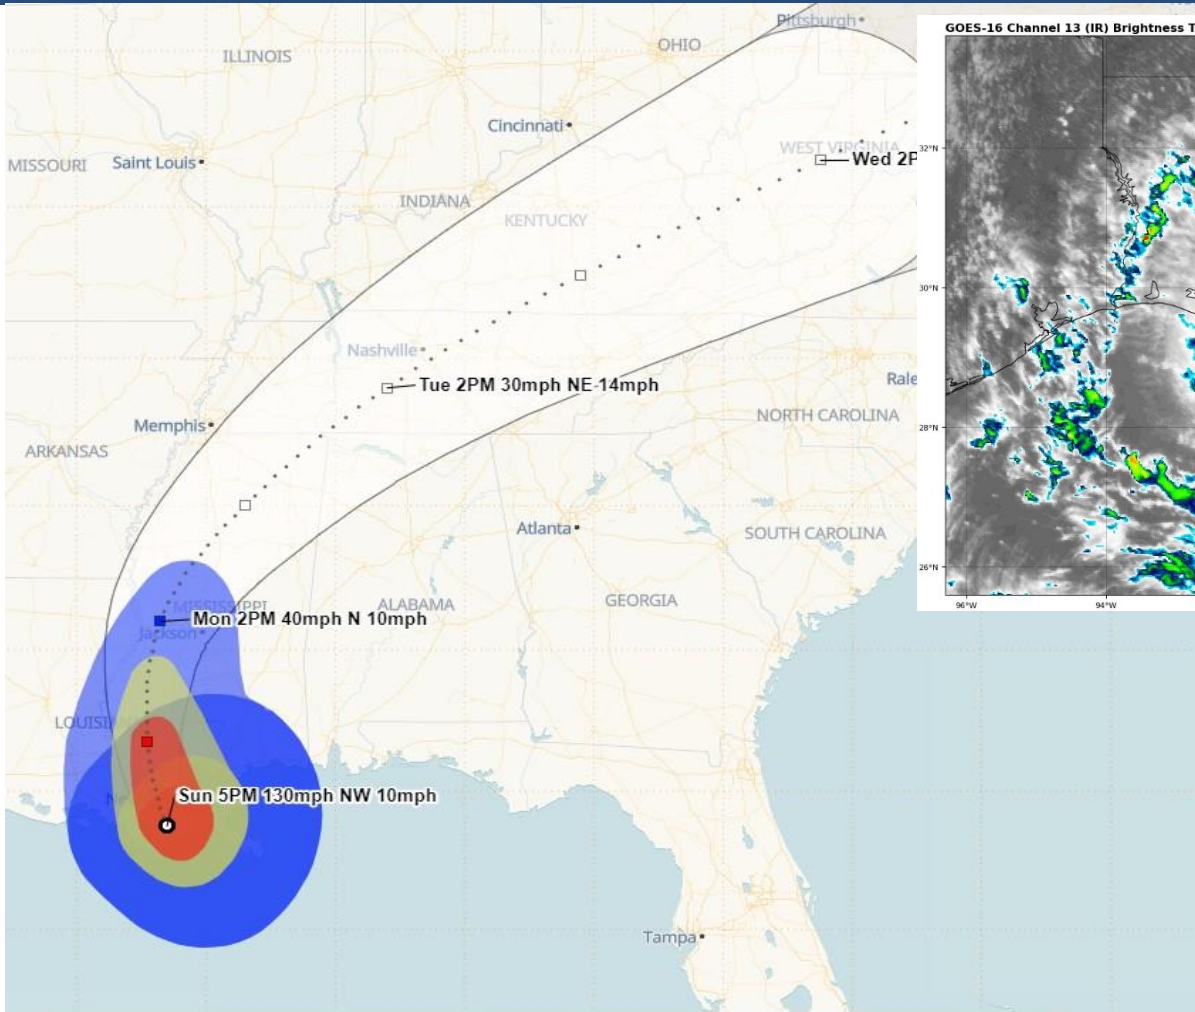 Pittsburgh
OHIO
ILLINOIS
Cincinnati
MISSOURI
Saint Louis
WEST VIRGINIA
Wed 2P
INDIANA
KENTUCKY
Nashville
Tue 2PM 30mph NE 14mph
Rale
NORTH CAROLINA
Memphis
ARKANSAS
Atlanta
SOUTH CAROLINA
MISSISSIPPI
ALABAMA
GEORGIA
Mon 2PM 40mph N 10mph
Jackson
LOUISI
Sun 5PM 130mph NW 10mph
Tampa
GOES-16 Channel 13 (IR) Brightness T
32°N
30°N
28°N
26°N
96°W
94°W